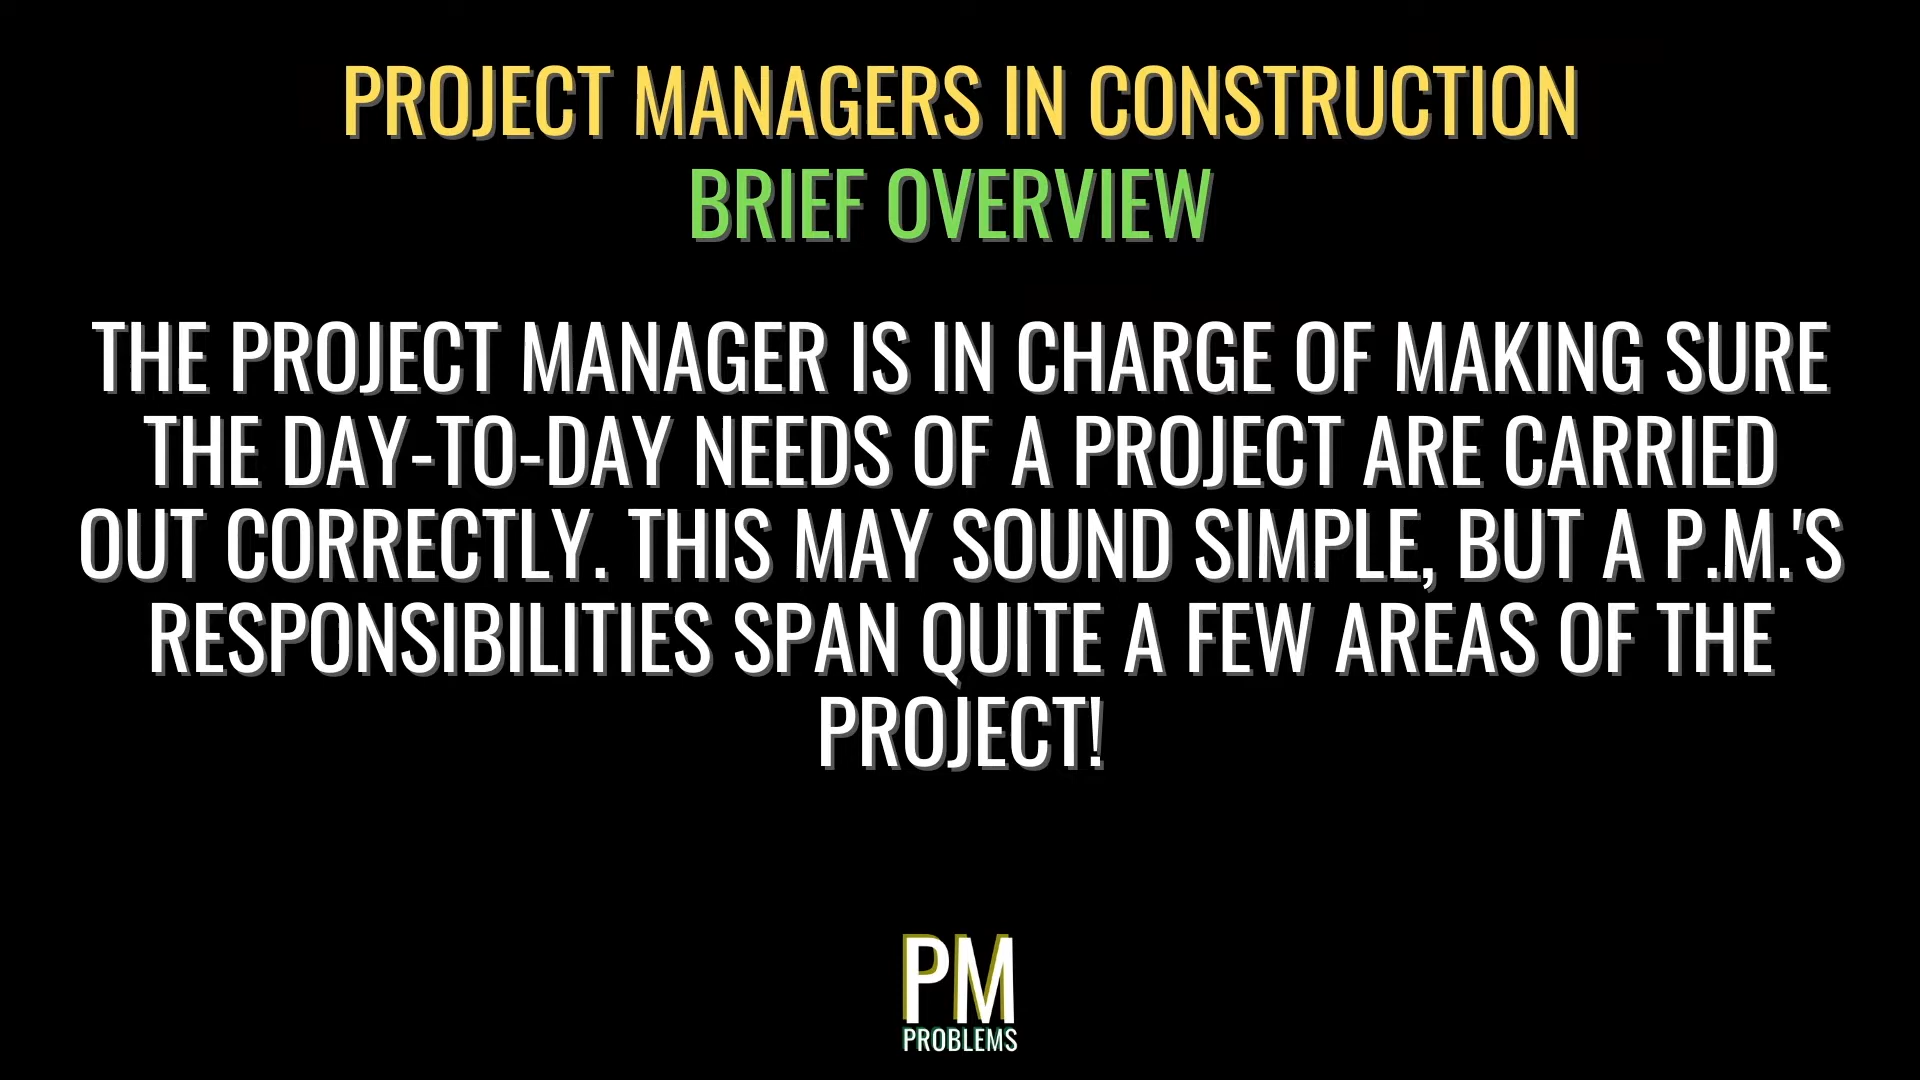 PROJECT MANAGERS IN CONSTRUCTION
BRIEF OVERVIEW
THE PROJECT MANAGER IS IN CHARGE OF MAKING SURE
THE DAY-TO-DAY NEEDS OF A PROJECT ARE CARRIED
OUT CORRECTLY. THIS MAY SOUND SIMPLE, BUT A P.M.'S
RESPONSIBILITIES SPAN QUITE A FEW AREAS OF THE
PROJECT!
PM
PROBLEMS